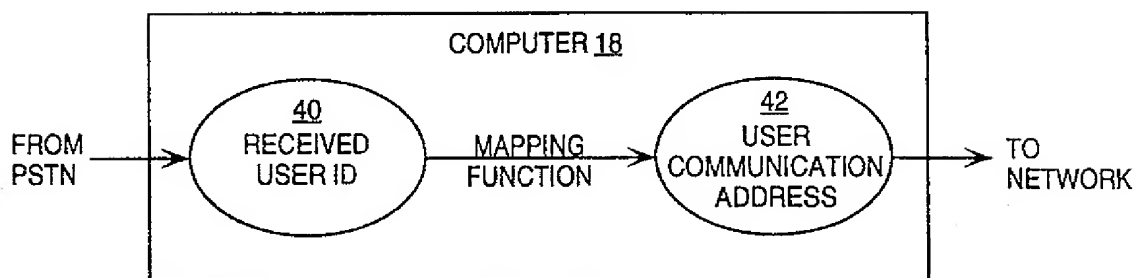 COMPUTER 18
FROM
PSTN
40
RECEIVED
USER ID
MAPPING
FUNCTION
42
USER
COMMUNICATION
ADDRESS
TO
NETWORK